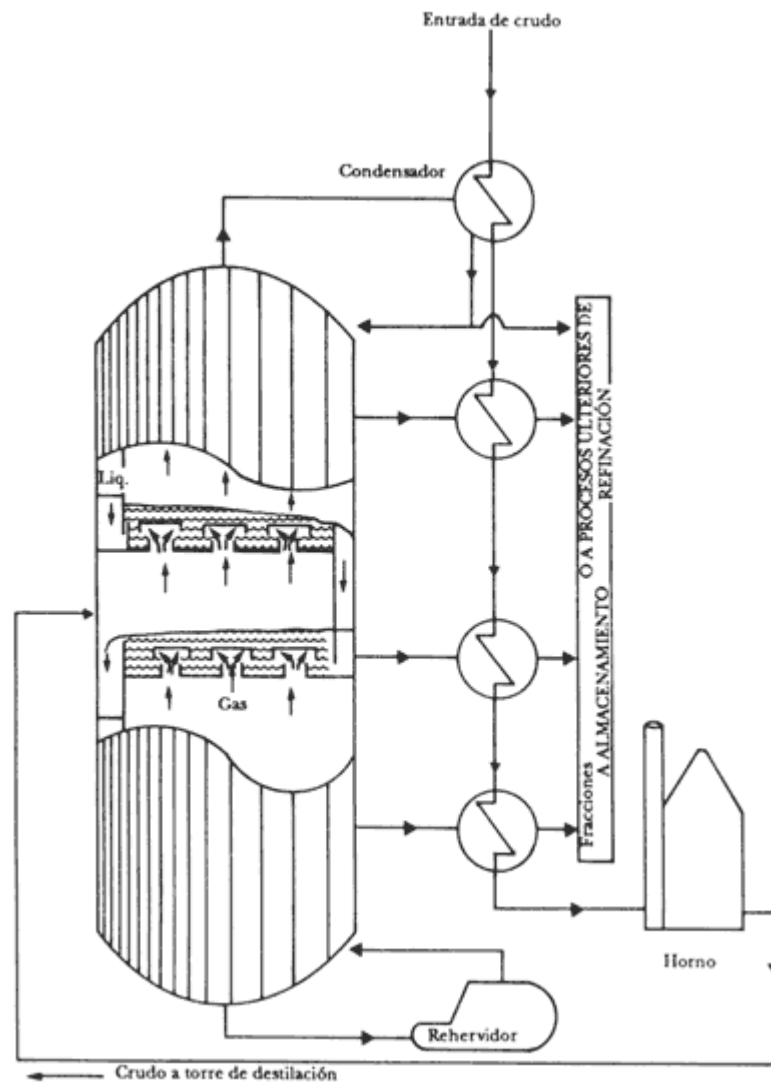 Entrada de crudo
Condensador
Liq.
Gas
Fracciones
A ALMACENAMIENTO
O A PROCESOS ULTERIORES DE
REFINACIÓN
Horno
Rehervidor
Crudo a torre de destilación